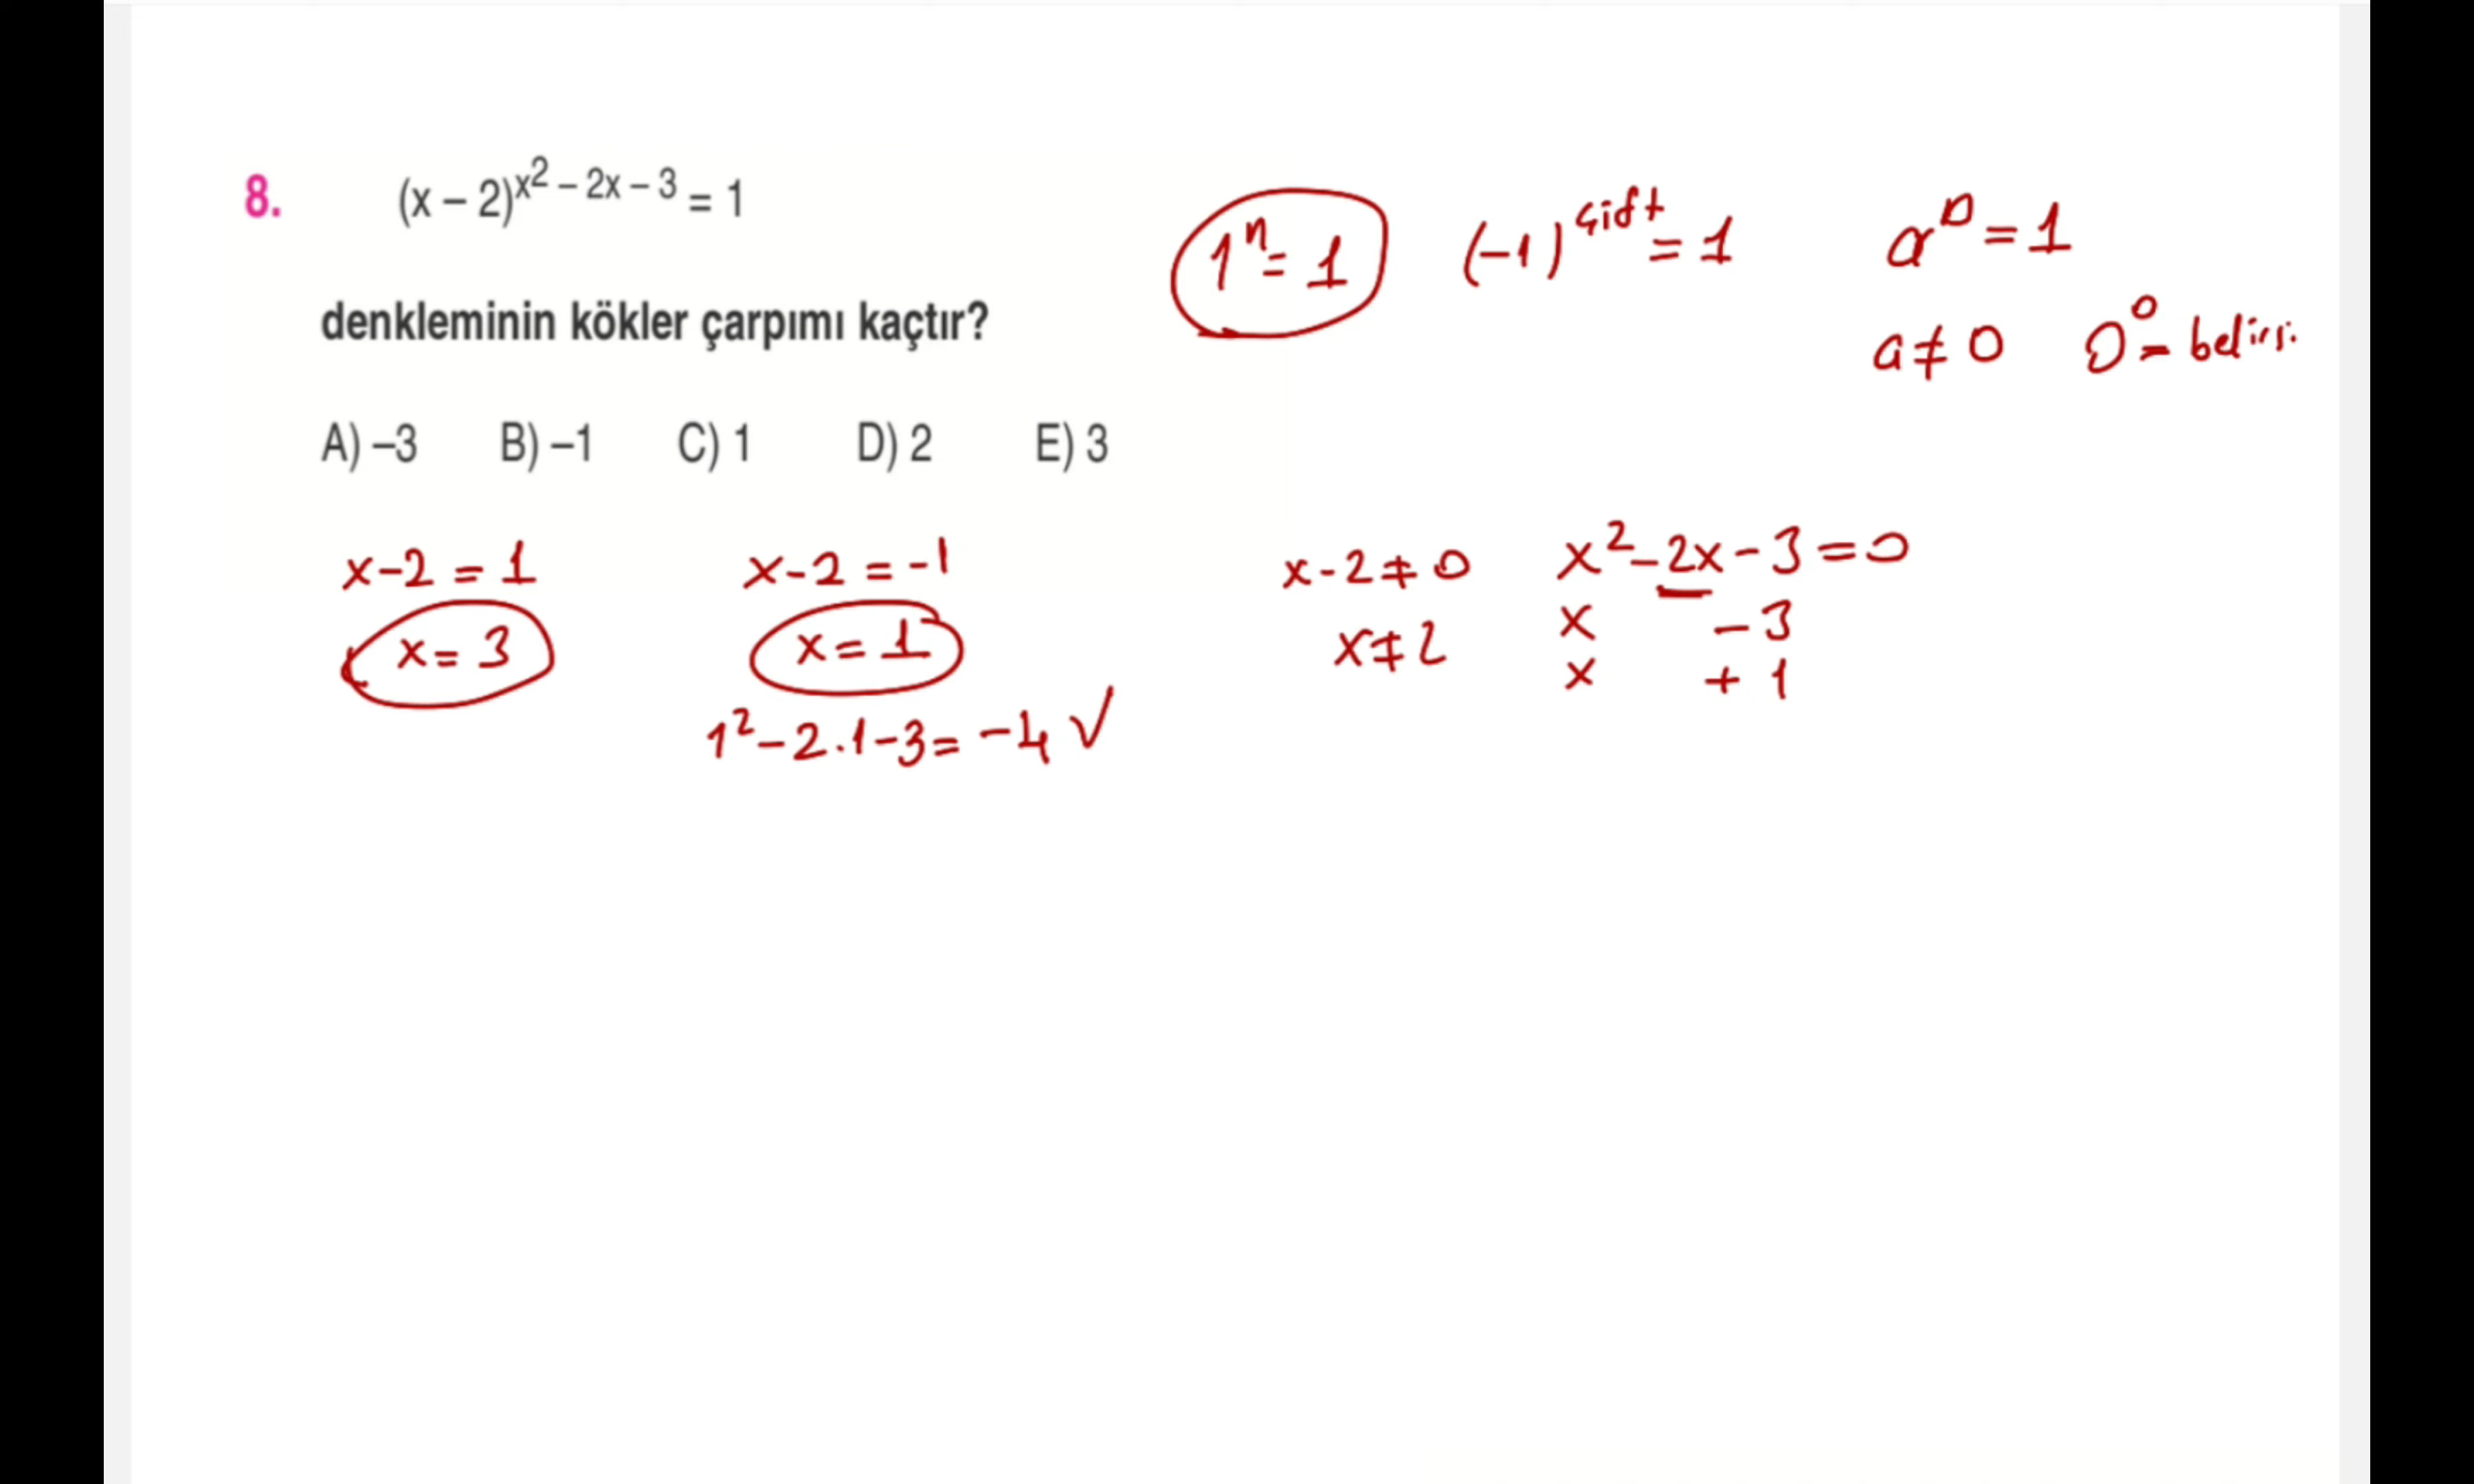 8. (x – 2)^(x² – 2x – 3) = 1
denkleminin kökler çarpımı kaçtır?
A) –3 B) –1 C) 1 D) 2 E) 3
1ⁿ = 1 (-1)^çift = 1 a⁰ = 1
a ≠ 0 0⁰ = belirs.
x - 2 = 1 x - 2 = -1 x - 2 ≠ 0 x² - 2x - 3 = 0
x = 3 x = 1 x ≠ 2 x - 3
x + 1
1² - 2 . 1 - 3 = -4 √